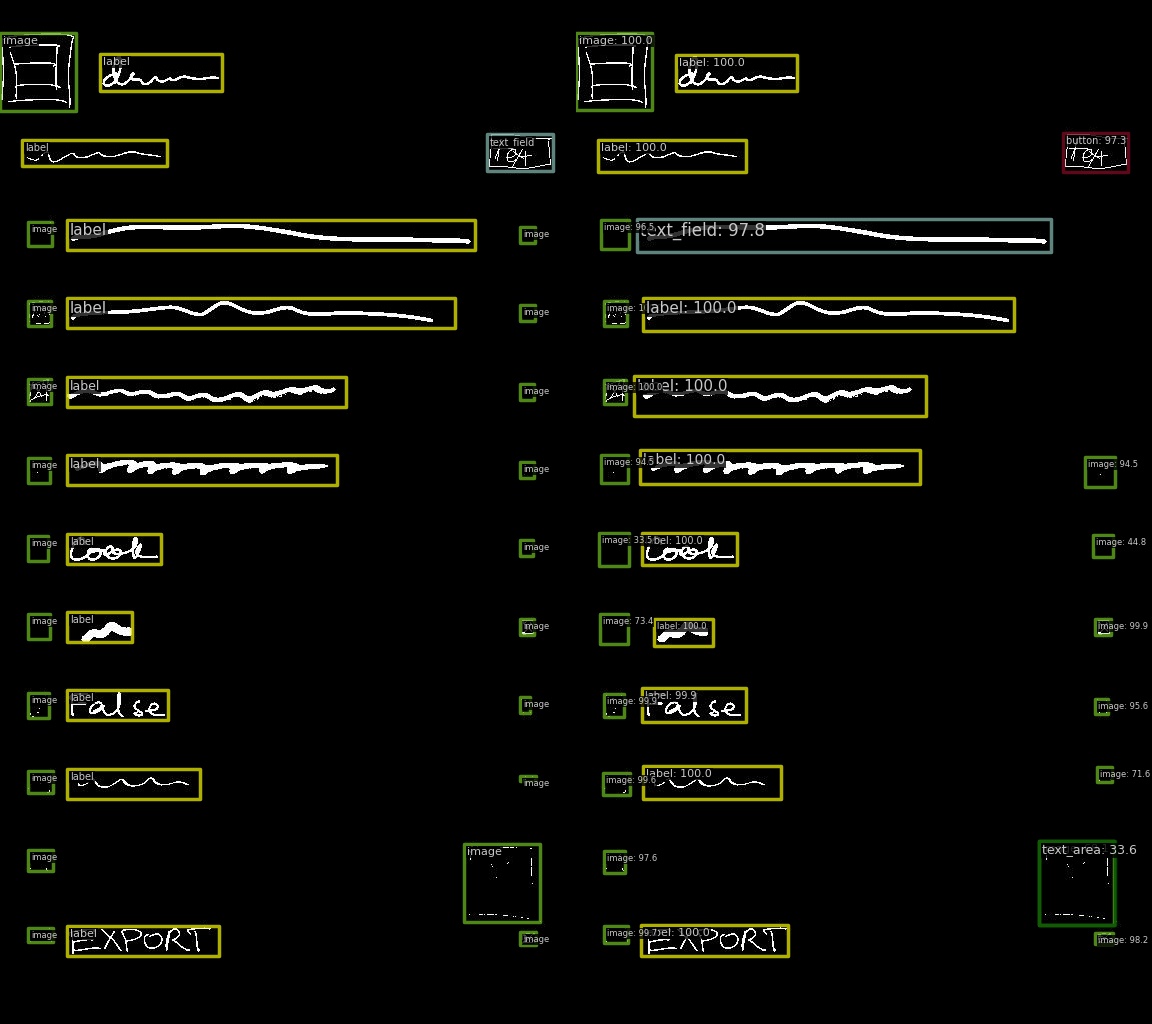 image image: 100.0
label label: 100.0
label text_field label: 100.0 button: 97.3
image label image image: 96.5 text_field: 97.8
image label image label: 100.0
image label image image: 100.0 label: 100.0
image label image image: 94.5 label: 100.0 image: 94.5
image label image image: 33.5 label: 100.0 image: 44.8
look look
image label image image: 73.4 label: 100.0 image: 99.9
image label image image: 99.9 label: 99.9 image: 95.6
False False
image label image image: 99.6 label: 100.0 image: 71.6
image image image: 97.6 text_area: 33.6
image label image image: 99.7 label: 100.0 image: 98.2
EXPORT EXPORT